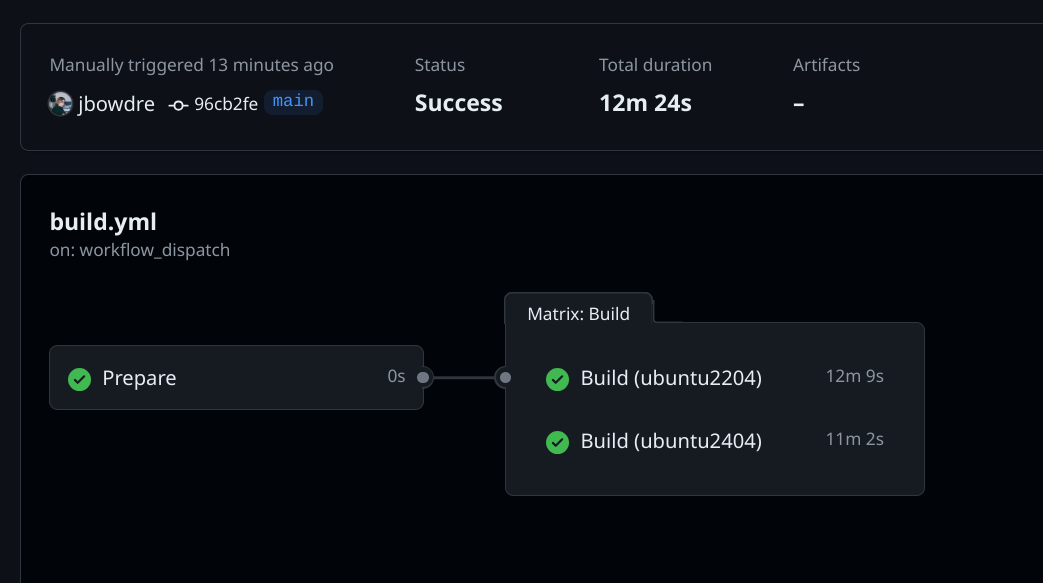 Manually triggered 13 minutes ago
jbowdre 96cb2fe main
Status
Success
Total duration
12m 24s
Artifacts
–
build.yml
on: workflow_dispatch
Matrix: Build
Prepare 0s
Build (ubuntu2204) 12m 9s
Build (ubuntu2404) 11m 2s